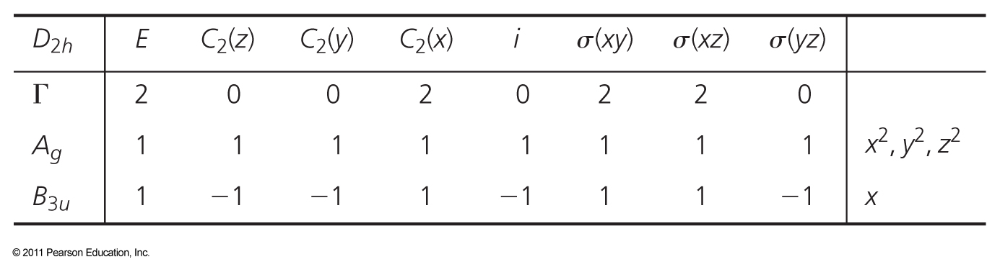 D2h E C2(z) C2(y) C2(x) i σ(xy) σ(xz) σ(yz)
Γ 2 0 0 2 0 2 2 0
Ag 1 1 1 1 1 1 1 1 x², y², z²
B3u 1 −1 −1 1 −1 1 1 −1 x
© 2011 Pearson Education, Inc.